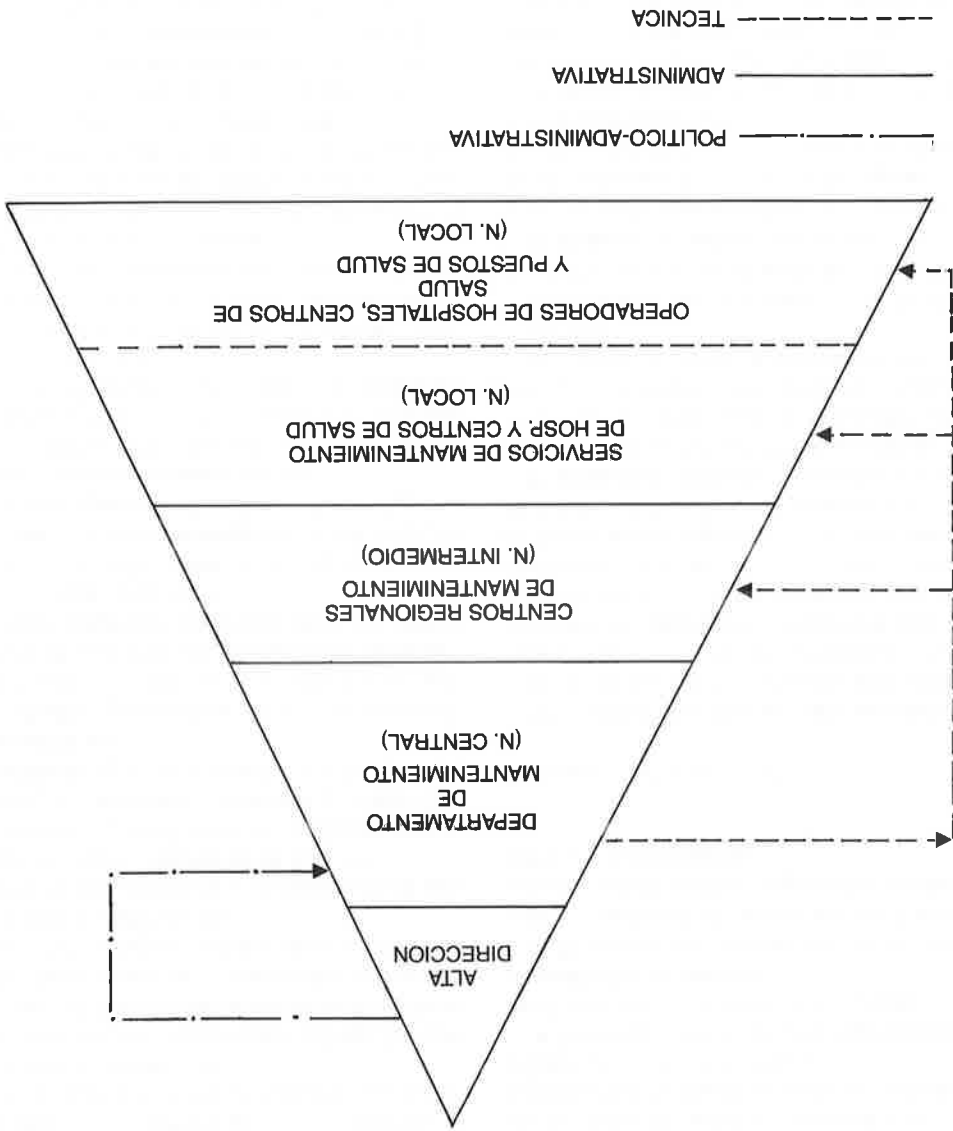 ALTA
DIRECCION
DEPARTAMENTO
DE
MANTENIMIENTO
(N. CENTRAL)
CENTROS REGIONALES
DE MANTENIMIENTO
(N. INTERMEDIO)
SERVICIOS DE MANTENIMIENTO
DE HOSP. Y CENTROS DE SALUD
(N. LOCAL)
OPERADORES DE HOSPITALES, CENTROS DE
SALUD
Y PUESTOS DE SALUD
(N. LOCAL)
POLITICO-ADMINISTRATIVA
ADMINISTRATIVA
TECNICA